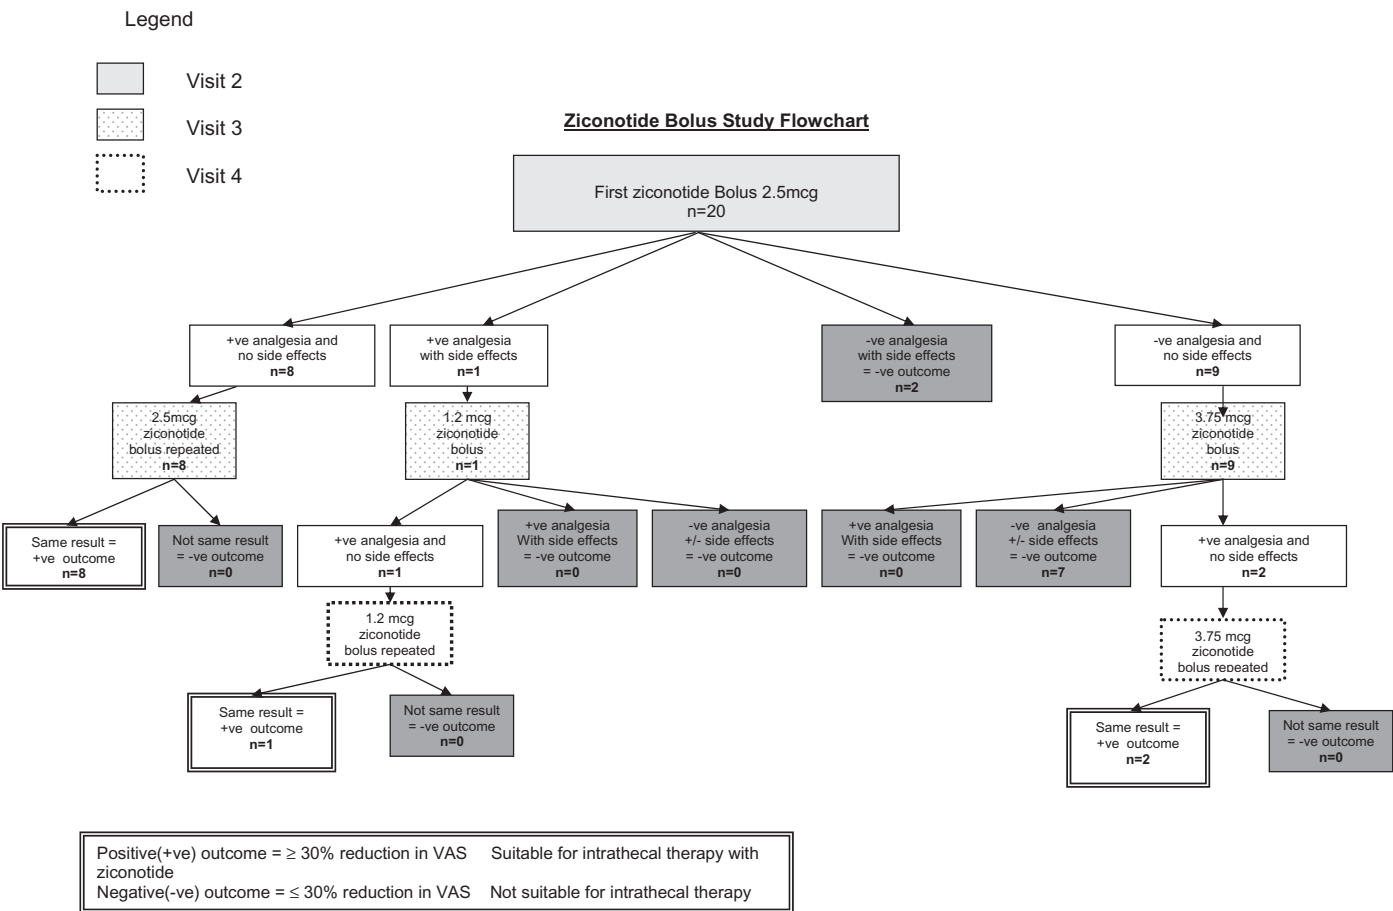 Legend
Visit 2
Visit 3
Visit 4
Ziconotide Bolus Study Flowchart
First ziconotide Bolus 2.5mcg
n=20
+ve analgesia and
no side effects
n=8
+ve analgesia
with side effects
n=1
-ve analgesia
with side effects
= -ve outcome
n=2
-ve analgesia and
no side effects
n=9
2.5mcg
ziconotide
bolus repeated
n=8
1.2 mcg
ziconotide
bolus
n=1
3.75 mcg
ziconotide
bolus
n=9
Same result =
+ve outcome
n=8
Not same result
= -ve outcome
n=0
+ve analgesia and
no side effects
n=1
+ve analgesia
With side effects
= -ve outcome
n=0
-ve analgesia
+/- side effects
= -ve outcome
n=0
+ve analgesia
With side effects
= -ve outcome
n=0
-ve analgesia
+/- side effects
= -ve outcome
n=7
+ve analgesia and
no side effects
n=2
1.2 mcg
ziconotide
bolus repeated
3.75 mcg
ziconotide
bolus repeated
Same result =
+ve outcome
n=1
Not same result
= -ve outcome
n=0
Same result =
+ve outcome
n=2
Not same result
= -ve outcome
n=0
Positive(+ve) outcome = ≥ 30% reduction in VAS Suitable for intrathecal therapy with
ziconotide
Negative(-ve) outcome = ≤ 30% reduction in VAS Not suitable for intrathecal therapy